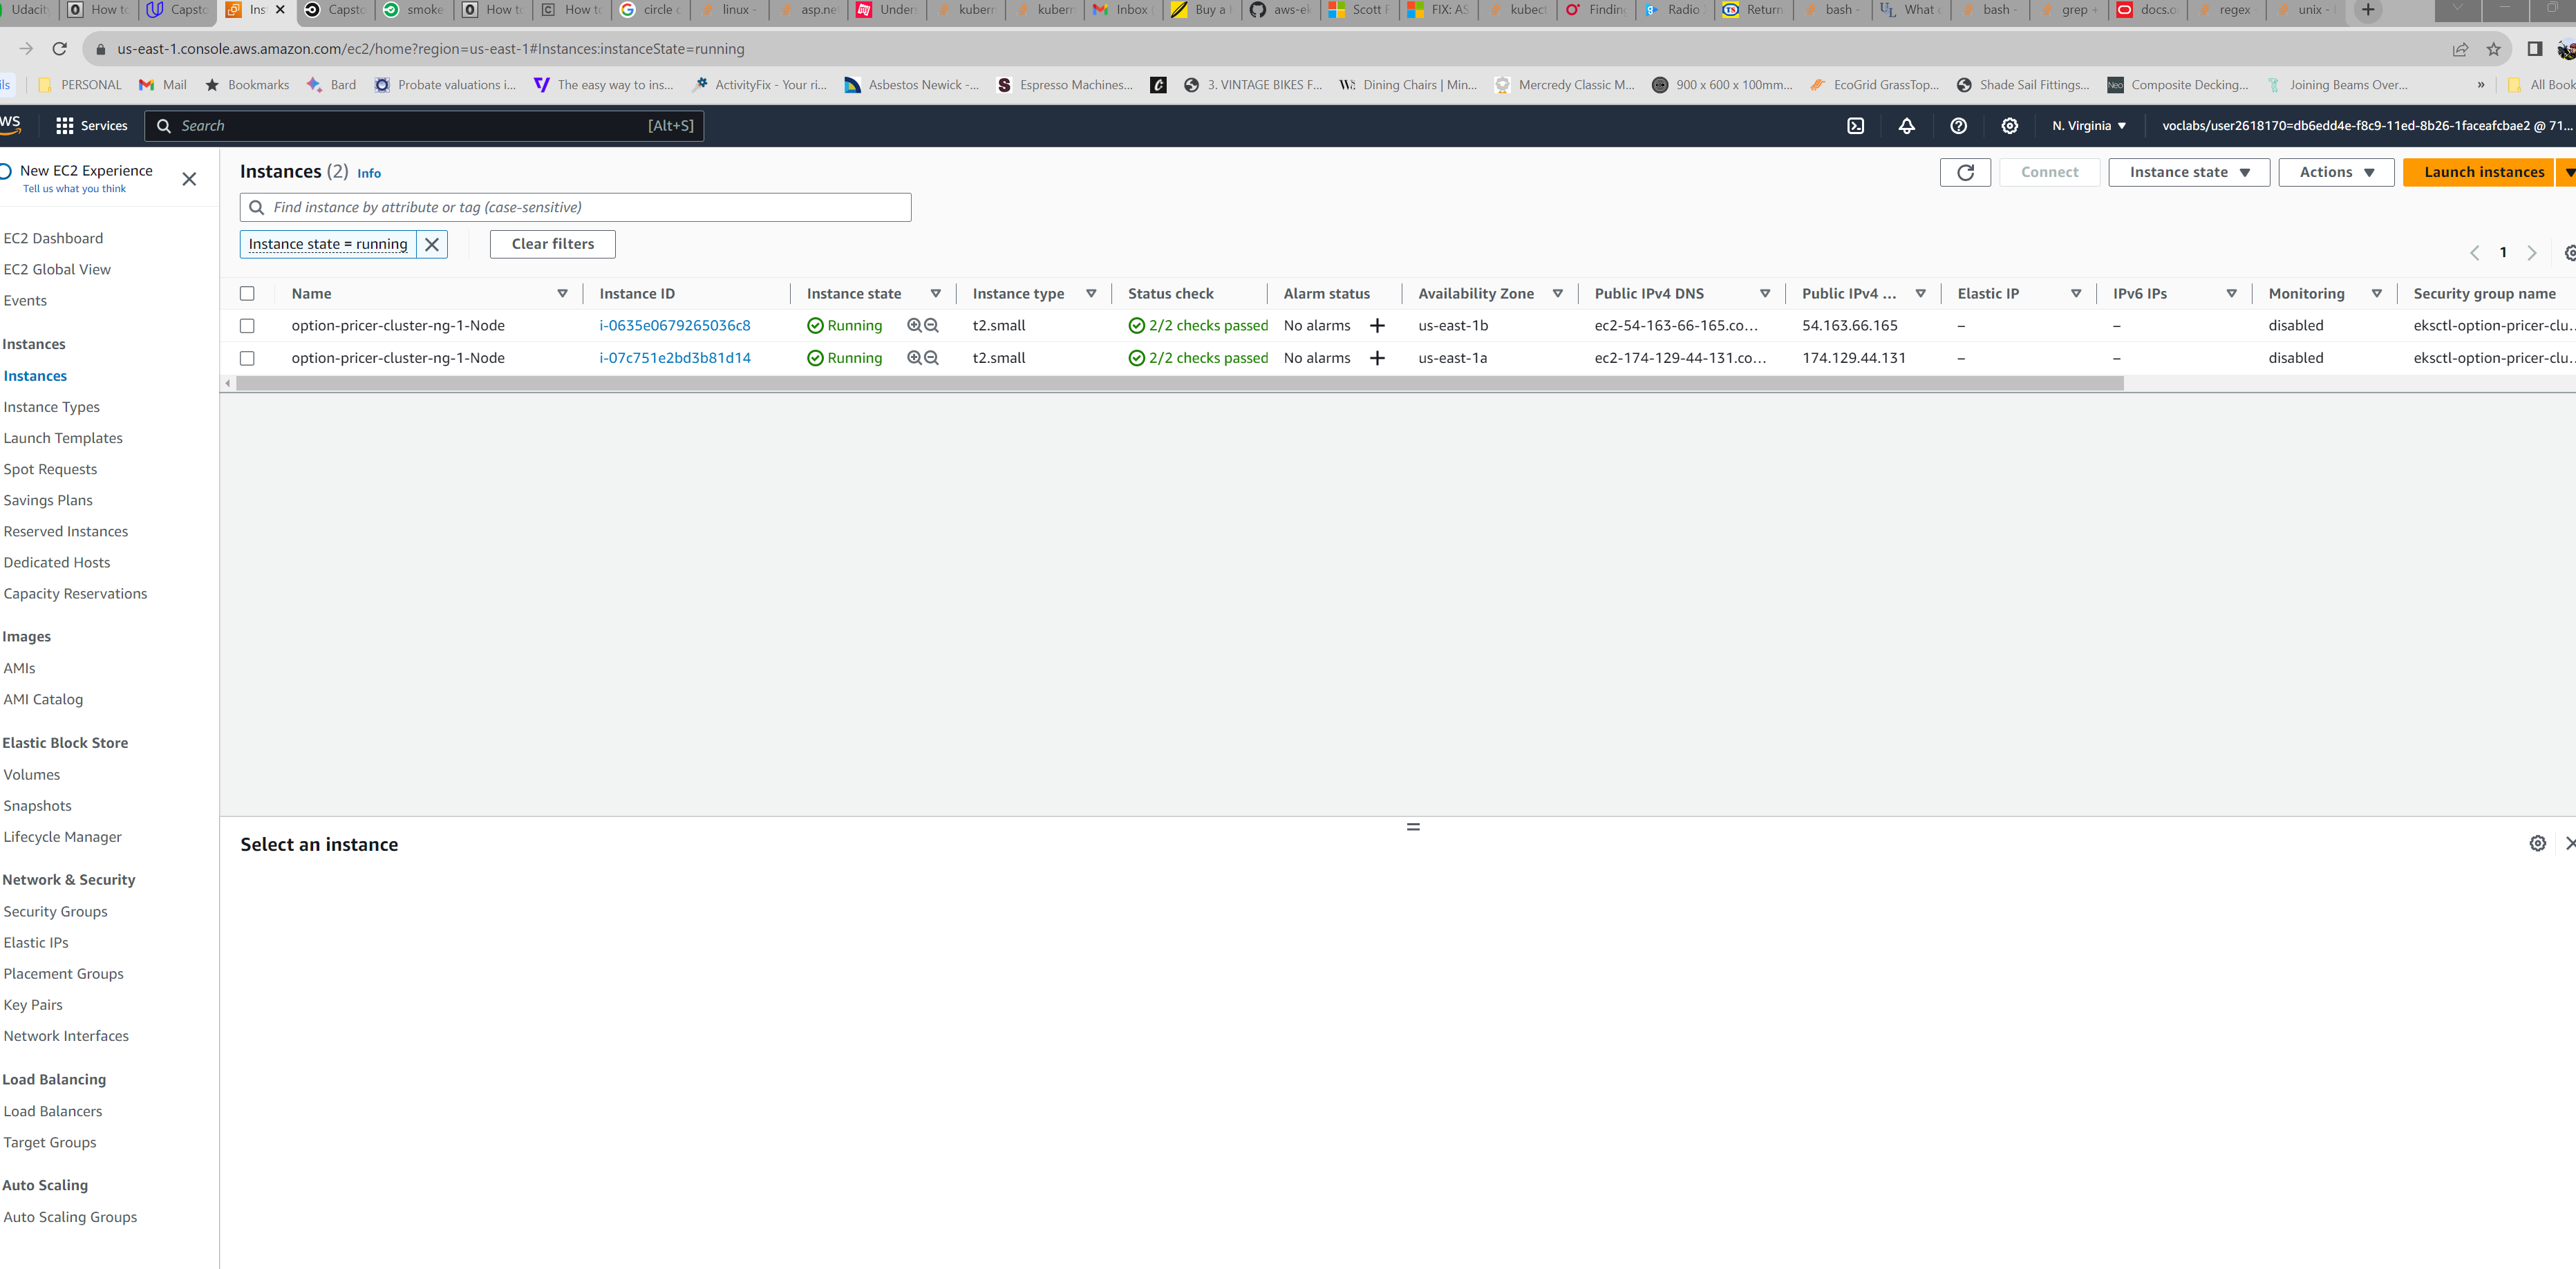 Udacity How to Capsto Ins Capsto smoke How to How to circle c linux - asp.ne Unders kubern kubern Inbox Buy a aws-ek Scott FIX: AS kubect Finding Radio Return bash - What bash - grep docs.o regex unix -
us-east-1.console.aws.amazon.com/ec2/home?region=us-east-1#Instances:instanceState=running
ils PERSONAL Mail Bookmarks Bard Probate valuations i... The easy way to ins... ActivityFix - Your ri... Asbestos Newick -... Espresso Machines... 3. VINTAGE BIKES F... Dining Chairs | Min... Mercredy Classic M... 900 x 600 x 100mm... EcoGrid GrassTop... Shade Sail Fittings... Composite Decking... Joining Beams Over... » All Book
Services Search [Alt+S] N. Virginia voclabs/user2618170=db6edd4e-f8c9-11ed-8b26-1faceafcbae2 @ 71...
New EC2 Experience
Tell us what you think
EC2 Dashboard
EC2 Global View
Events
Instances
Instances
Instance Types
Launch Templates
Spot Requests
Savings Plans
Reserved Instances
Dedicated Hosts
Capacity Reservations
Images
AMIs
AMI Catalog
Elastic Block Store
Volumes
Snapshots
Lifecycle Manager
Network & Security
Security Groups
Elastic IPs
Placement Groups
Key Pairs
Network Interfaces
Load Balancing
Load Balancers
Target Groups
Auto Scaling
Auto Scaling Groups
Instances (2) Info
Connect Instance state Actions Launch instances
Find instance by attribute or tag (case-sensitive)
Instance state = running Clear filters
1
Name Instance ID Instance state Instance type Status check Alarm status Availability Zone Public IPv4 DNS Public IPv4 ... Elastic IP IPv6 IPs Monitoring Security group name
option-pricer-cluster-ng-1-Node i-0635e0679265036c8 Running t2.small 2/2 checks passed No alarms + us-east-1b ec2-54-163-66-165.co... 54.163.66.165 – – disabled eksctl-option-pricer-clu...
option-pricer-cluster-ng-1-Node i-07c751e2bd3b81d14 Running t2.small 2/2 checks passed No alarms + us-east-1a ec2-174-129-44-131.co... 174.129.44.131 – – disabled eksctl-option-pricer-clu...
Select an instance